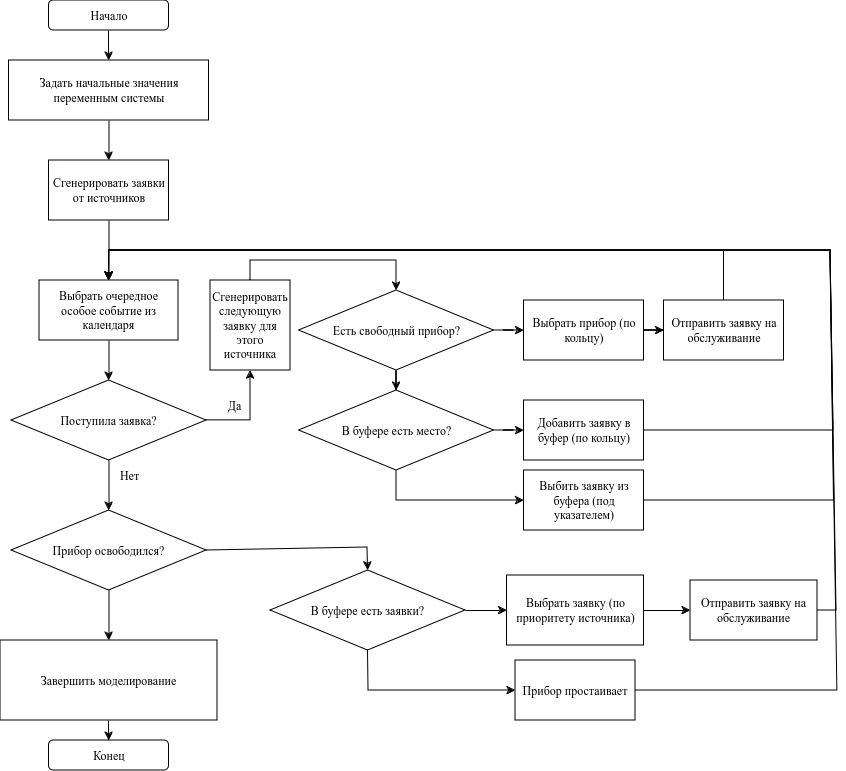 Начало
Задать начальные значения
переменным системы
Сгенерировать заявки
от источников
Выбрать очередное
особое событие из
календаря
Сгенерировать
следующую
заявку для
этого
источника
Есть свободный прибор?
Выбрать прибор (по
кольцу)
Отправить заявку на
обслуживание
Поступила заявка?
Да
В буфере есть место?
Добавить заявку в
буфер (по кольцу)
Нет
Выбить заявку из
буфера (под
указателем)
Прибор освободился?
В буфере есть заявки?
Выбрать заявку (по
приоритету источника)
Отправить заявку на
обслуживание
Завершить моделирование
Прибор простаивает
Конец